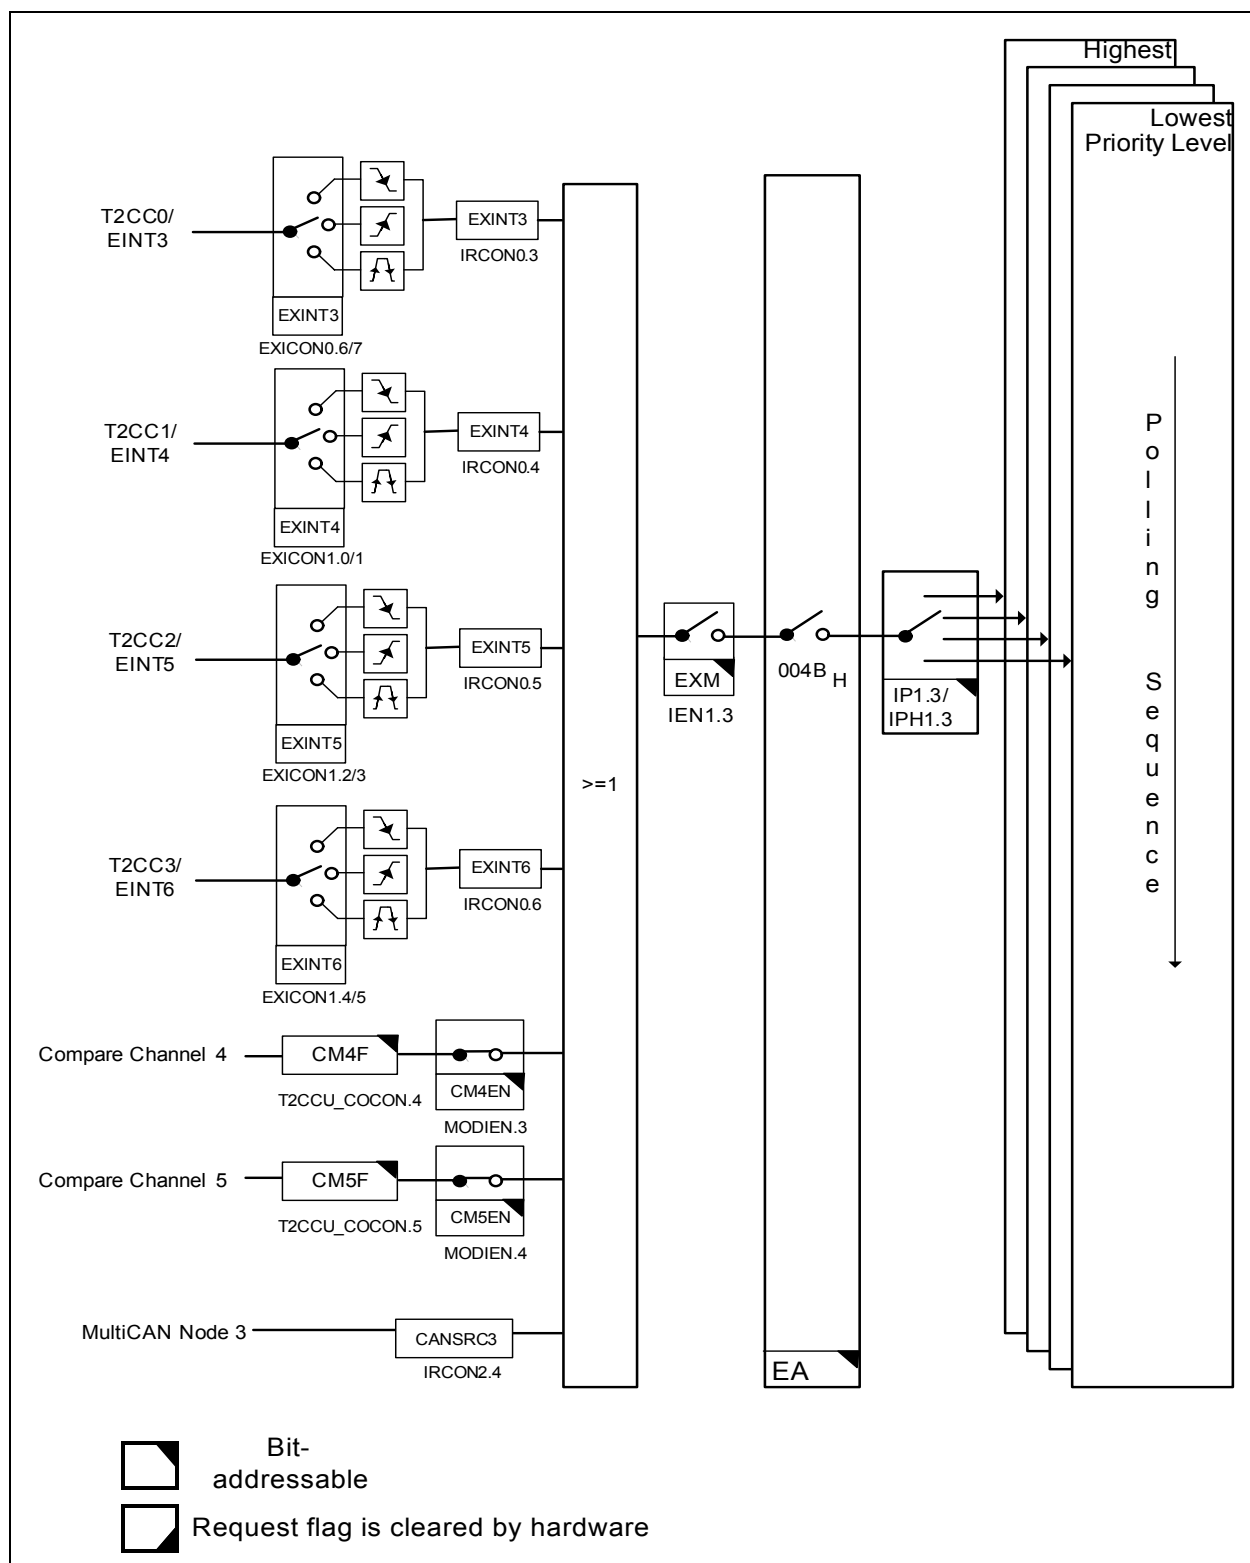 Highest
Lowest
Priority Level
T2CC0/
EINT3
EXINT3
IRCON0.3
EXINT3
EXICON0.6/7
T2CC1/
EINT4
EXINT4
IRCON0.4
EXINT4
EXICON1.0/1
T2CC2/
EINT5
EXINT5
IRCON0.5
EXINT5
EXICON1.2/3
T2CC3/
EINT6
EXINT6
IRCON0.6
EXINT6
EXICON1.4/5
Compare Channel 4
CM4F
T2CCU_COCON.4
CM4EN
MODIEN.3
Compare Channel 5
CM5F
T2CCU_COCON.5
CM5EN
MODIEN.4
MultiCAN Node 3
CANSRC3
IRCON2.4
>=1
EXM
IEN1.3
004B H
EA
IP1.3/
IPH1.3
Polling Sequence
Bit-
addressable
Request flag is cleared by hardware